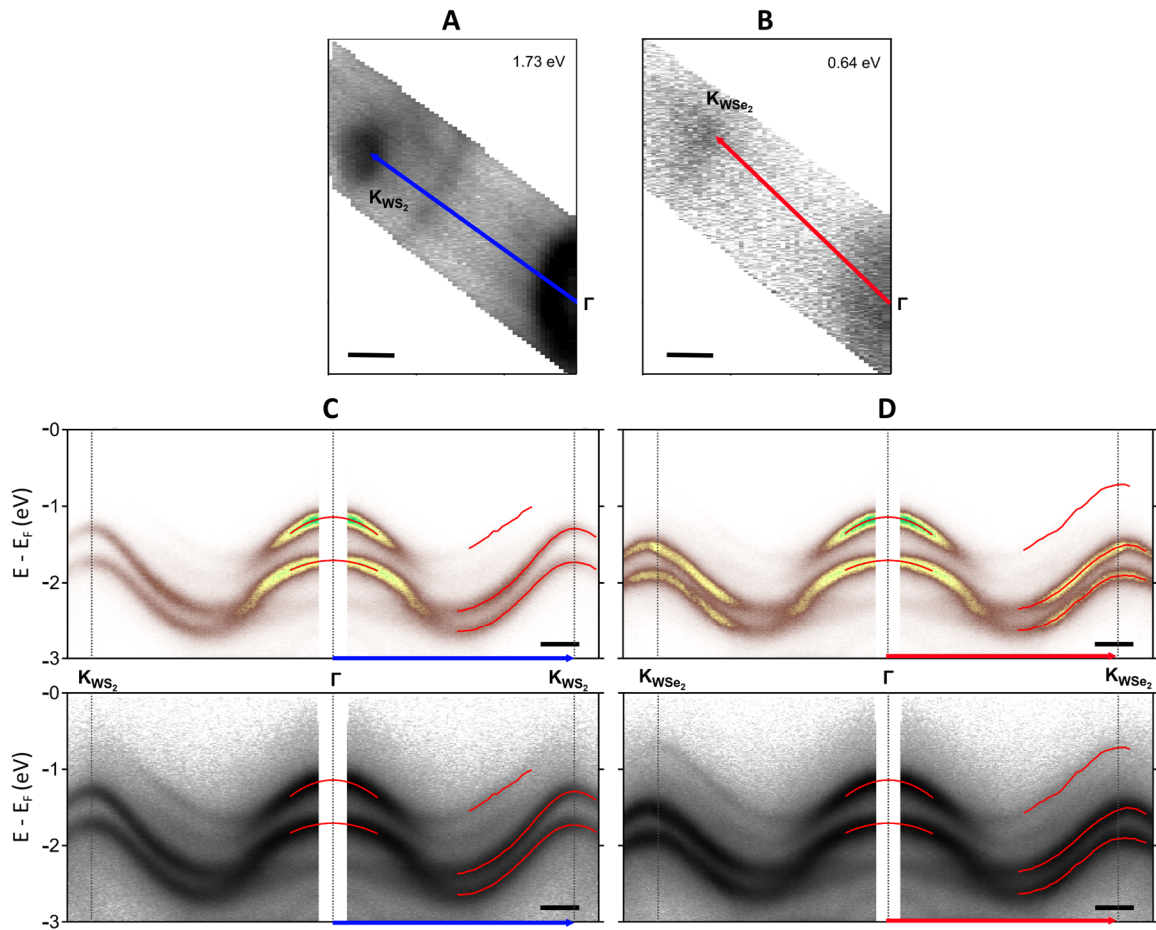 A
B
1.73 eV
0.64 eV
K_WS₂
K_WSe₂
Γ
Γ
C
D
-0
-0
-1
-1
-2
-2
-3
-3
E - E_F (eV)
K_WS₂
Γ
K_WS₂
K_WSe₂
Γ
K_WSe₂
-0
-0
-1
-1
-2
-2
-3
-3
E - E_F (eV)